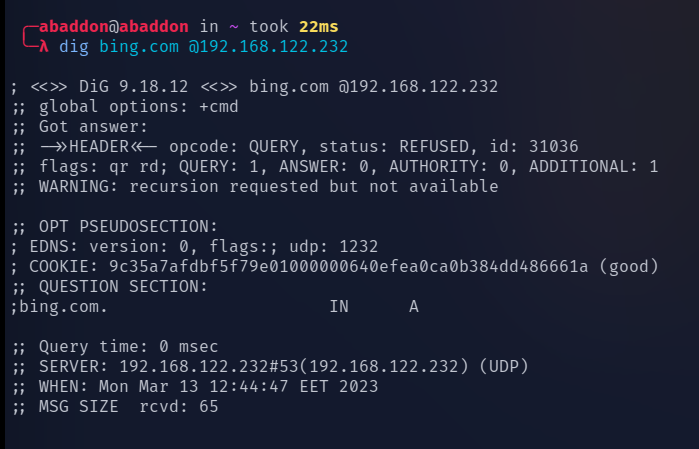 ╭─abaddon@abaddon in ~ took 22ms
╰─λ dig bing.com @192.168.122.232
; <<>> DiG 9.18.12 <<>> bing.com @192.168.122.232
;; global options: +cmd
;; Got answer:
;; ->>HEADER<<- opcode: QUERY, status: REFUSED, id: 31036
;; flags: qr rd; QUERY: 1, ANSWER: 0, AUTHORITY: 0, ADDITIONAL: 1
;; WARNING: recursion requested but not available
;; OPT PSEUDOSECTION:
; EDNS: version: 0, flags:; udp: 1232
; COOKIE: 9c35a7afdbf5f79e01000000640efea0ca0b384dd486661a (good)
;; QUESTION SECTION:
;bing.com. IN A
;; Query time: 0 msec
;; SERVER: 192.168.122.232#53(192.168.122.232) (UDP)
;; WHEN: Mon Mar 13 12:44:47 EET 2023
;; MSG SIZE rcvd: 65